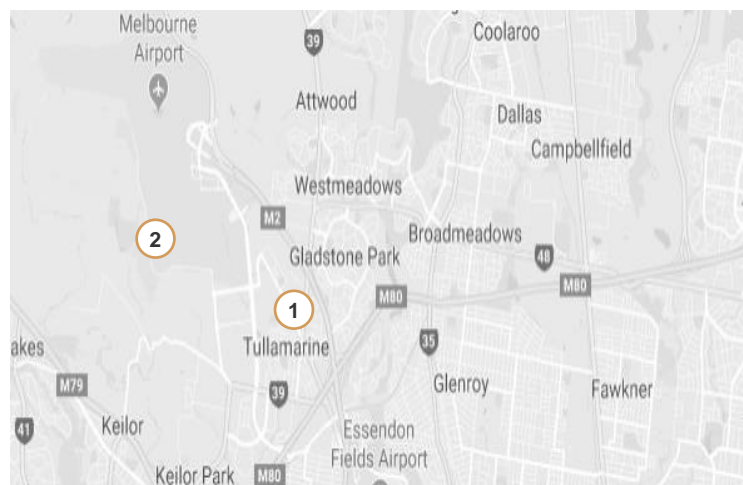 Melbourne
Airport
39
Coolaroo
Attwood
Dallas
Campbellfield
Westmeadows
M2
Broadmeadows
2
Gladstone Park
48
M80
M80
1
Tullamarine
35
akes
M79
39
Glenroy
Fawkner
41
Keilor
Essendon
Fields Airport
Keilor Park
M80